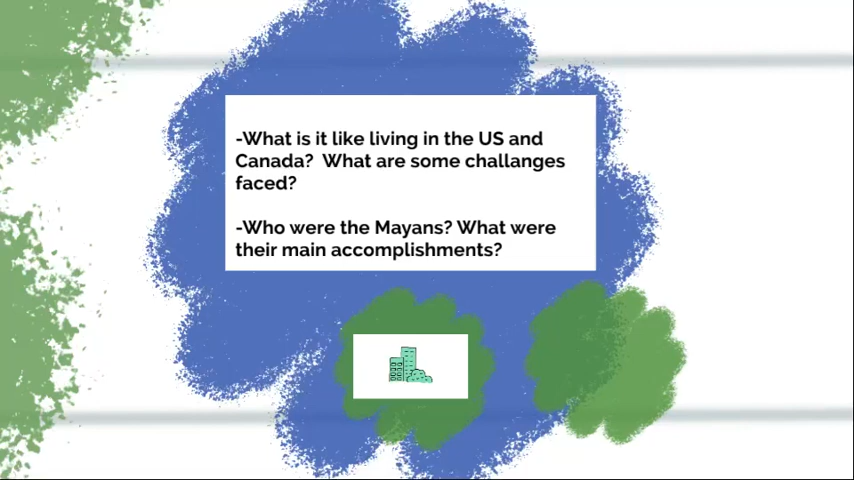 -What is it like living in the US and
Canada?  What are some challanges
faced?
-Who were the Mayans? What were
their main accomplishments?